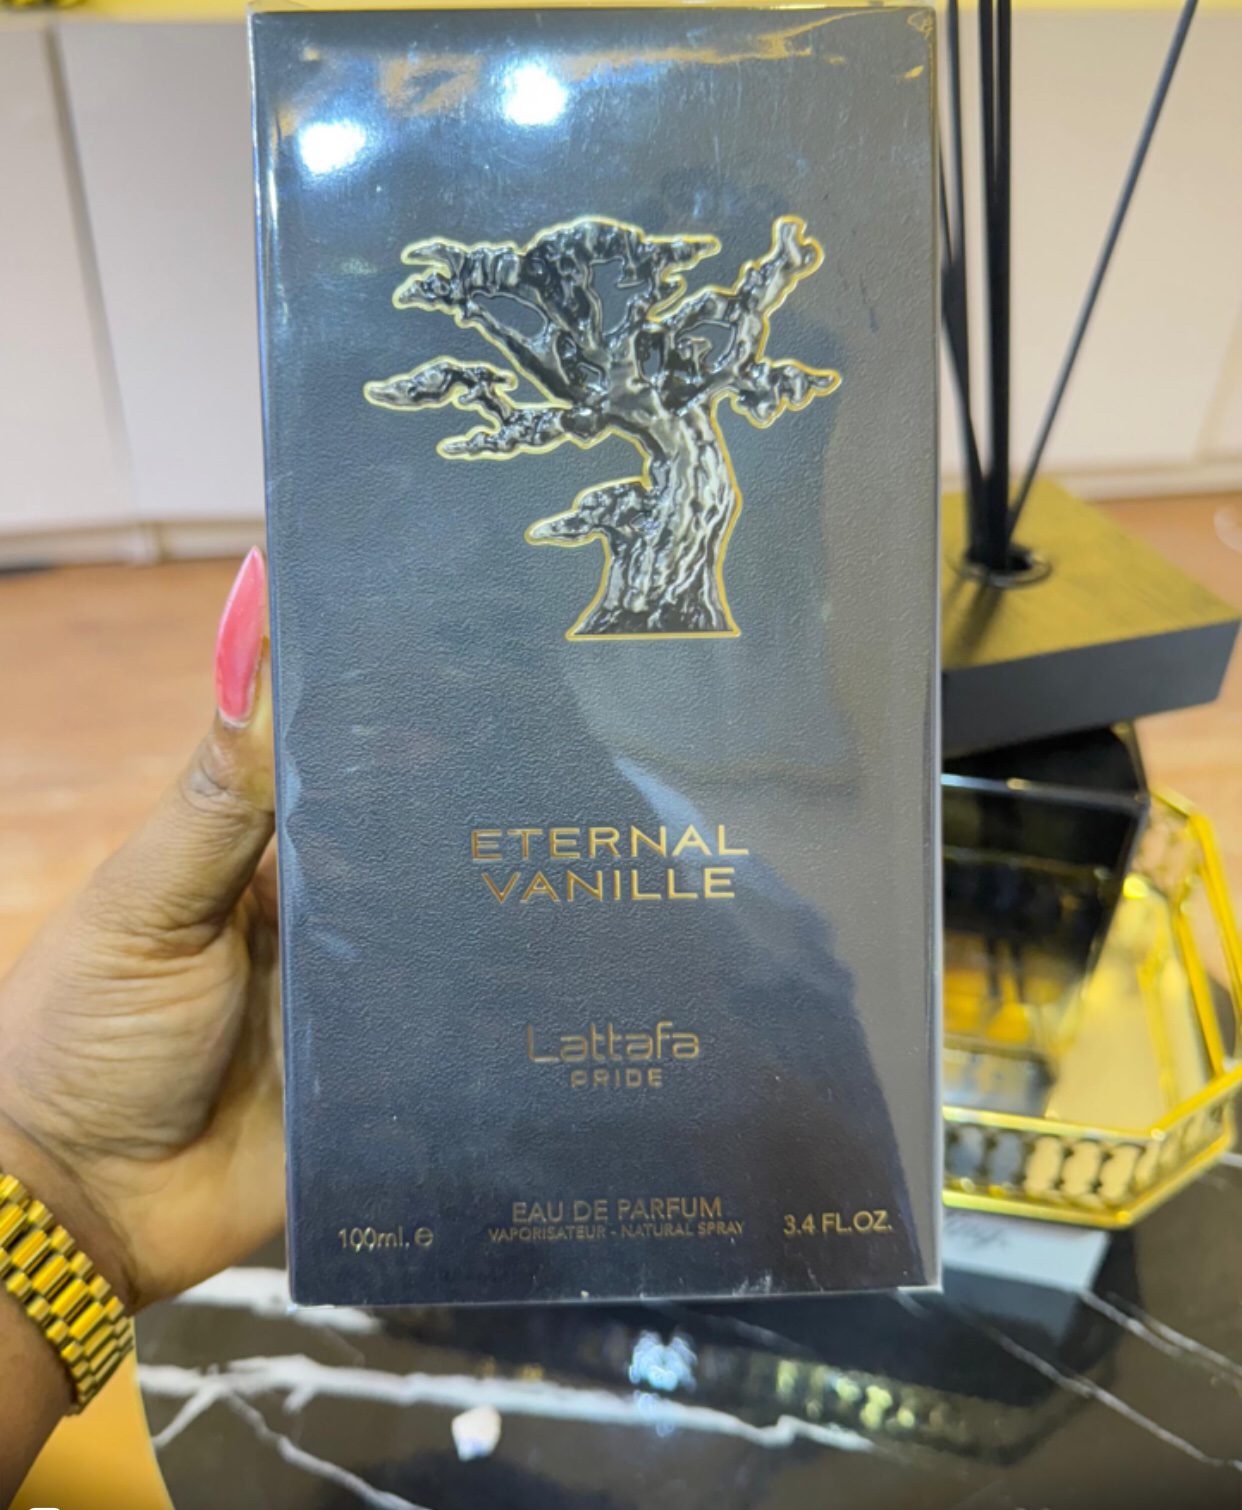 ETERNAL
VANILLE
Lattafa
PRIDE
EAU DE PARFUM
100ml. e VAPORISATEUR - NATURAL SPRAY 3.4 FL.OZ.